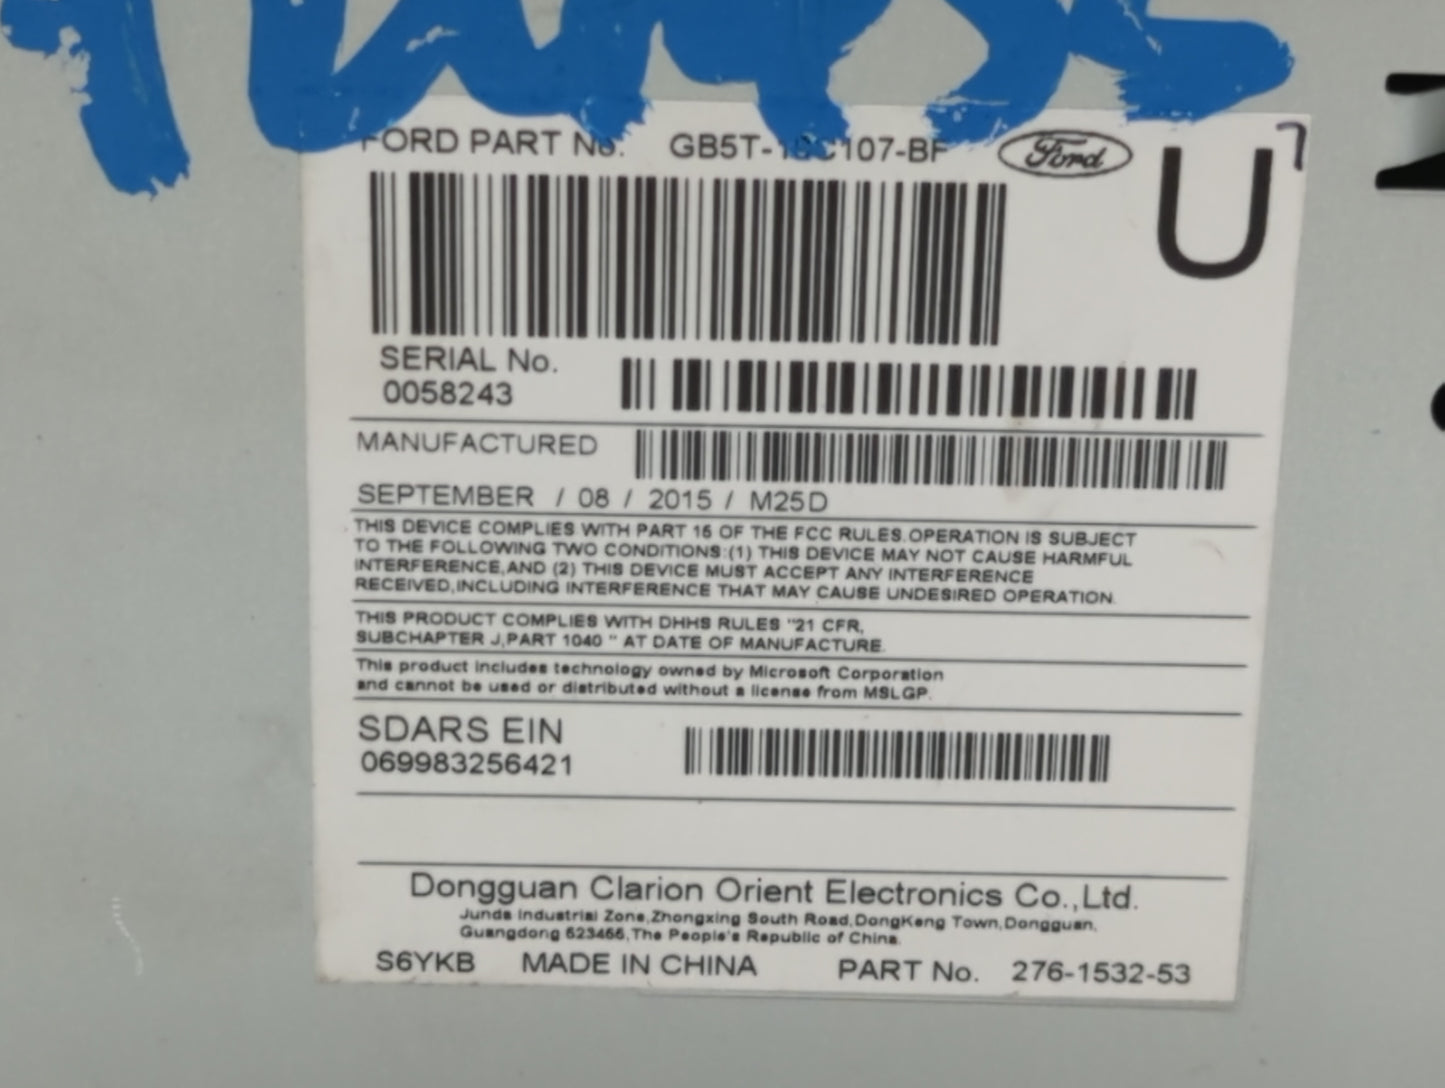 FORD PART No. GB5T-18C107-BF Ford U 7
SERIAL No.
0058243
MANUFACTURED
SEPTEMBER / 08 / 2015 / M25D
THIS DEVICE COMPLIES WITH PART 15 OF THE FCC RULES.OPERATION IS SUBJECT
TO THE FOLLOWING TWO CONDITIONS:(1) THIS DEVICE MAY NOT CAUSE HARMFUL
INTERFERENCE,AND (2) THIS DEVICE MUST ACCEPT ANY INTERFERENCE
RECEIVED,INCLUDING INTERFERENCE THAT MAY CAUSE UNDESIRED OPERATION.
THIS PRODUCT COMPLIES WITH DHHS RULES "21 CFR,
SUBCHAPTER J,PART 1040 " AT DATE OF MANUFACTURE.
This product includes technology owned by Microsoft Corporation
and cannot be used or distributed without a license from MSLGP.
SDARS EIN
069983256421
Dongguan Clarion Orient Electronics Co.,Ltd.
Junda Industrial Zone,Zhongxing South Road,DongKeng Town,Dongguan,
Guangdong 523455,The People's Republic of China.
S6YKB MADE IN CHINA PART No. 276-1532-53